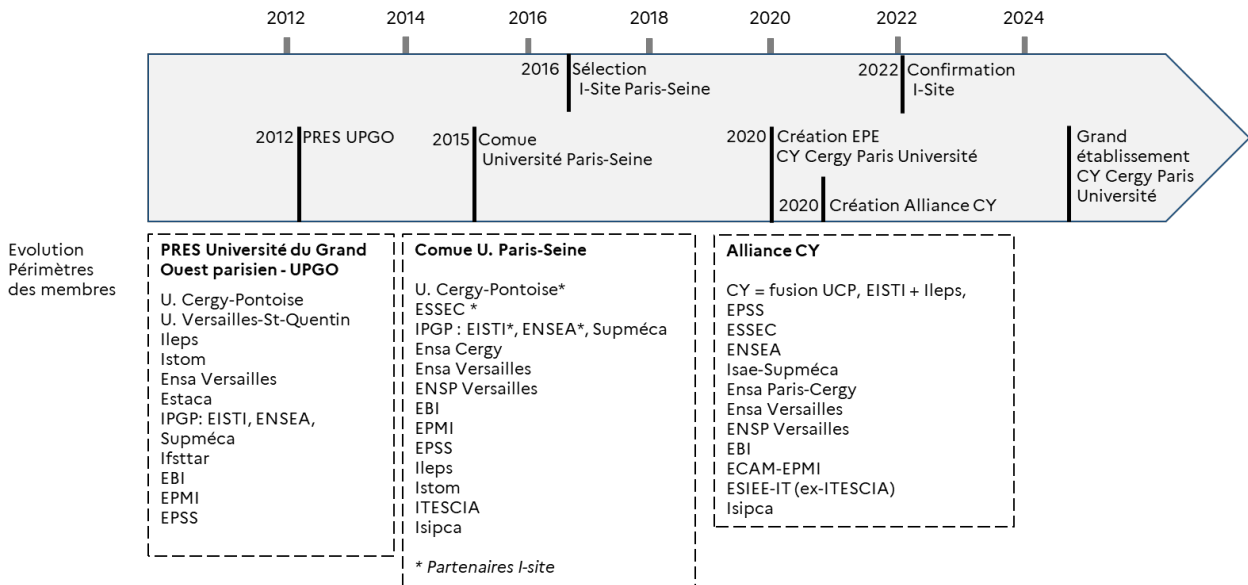 2012 2014 2016 2018 2020 2022 2024
2016 Sélection
I-Site Paris-Seine
2022 Confirmation
I-Site
2012 PRES UPGO
2015 Comue
Université Paris-Seine
2020 Création EPE
CY Cergy Paris Université
Grand
établissement
CY Cergy Paris
Université
2020 Création Alliance CY
Evolution
Périmètres
des membres
PRES Université du Grand
Ouest parisien - UPGO
U. Cergy-Pontoise
U. Versailles-St-Quentin
Ileps
Istom
Ensa Versailles
Estaca
IPGP: EISTI, ENSEA,
Supméca
Ifsttar
EBI
EPMI
EPSS
Comue U. Paris-Seine
U. Cergy-Pontoise*
ESSEC *
IPGP : EISTI*, ENSEA*, Supméca
Ensa Cergy
Ensa Versailles
ENSP Versailles
EBI
EPMI
EPSS
Ileps
Istom
ITESCIA
Isipca
* Partenaires I-site
Alliance CY
CY = fusion UCP, EISTI + Ileps,
EPSS
ESSEC
ENSEA
Isae-Supméca
Ensa Paris-Cergy
Ensa Versailles
ENSP Versailles
EBI
ECAM-EPMI
ESIEE-IT (ex-ITESCIA)
Isipca